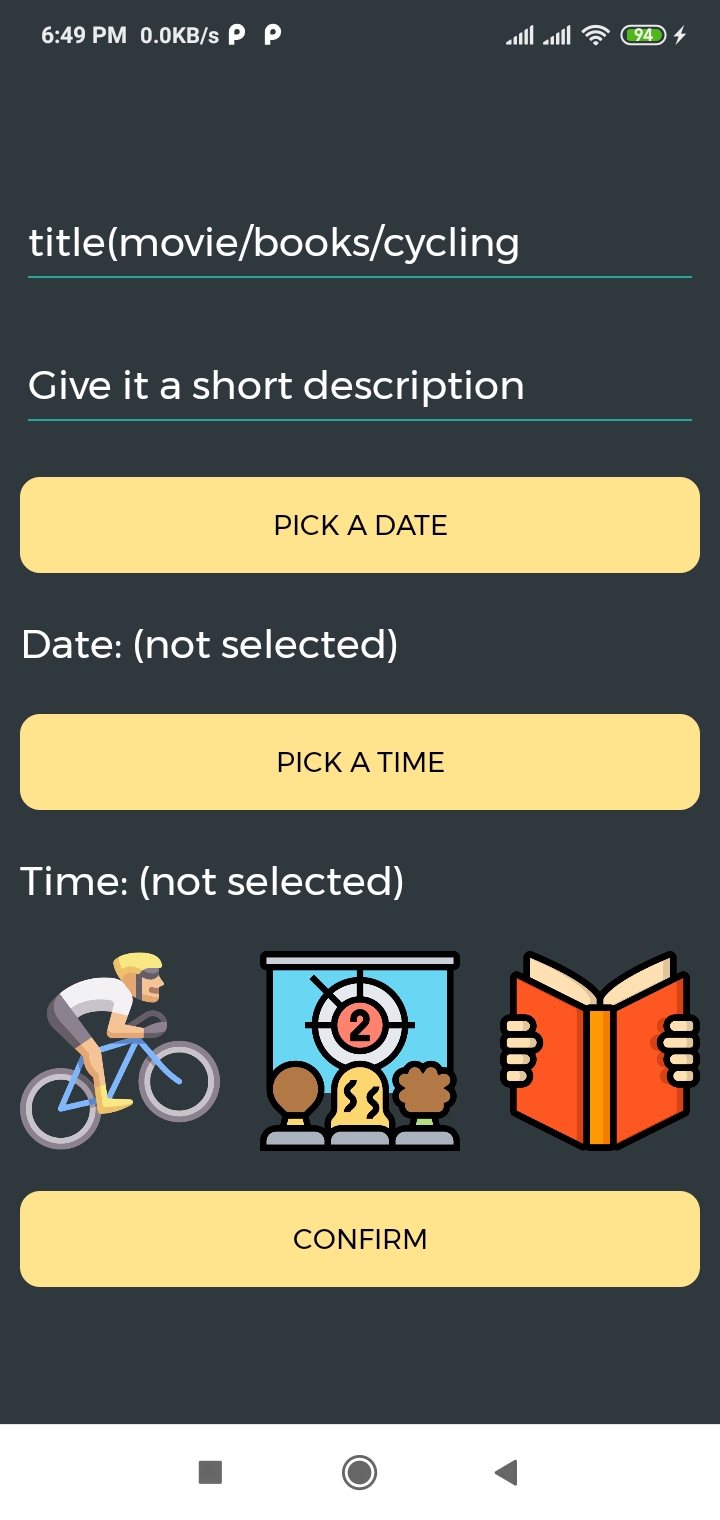 6:49 PM 0.0KB/s P P 94
title(movie/books/cycling
Give it a short description
PICK A DATE
Date: (not selected)
PICK A TIME
Time: (not selected)
2
CONFIRM